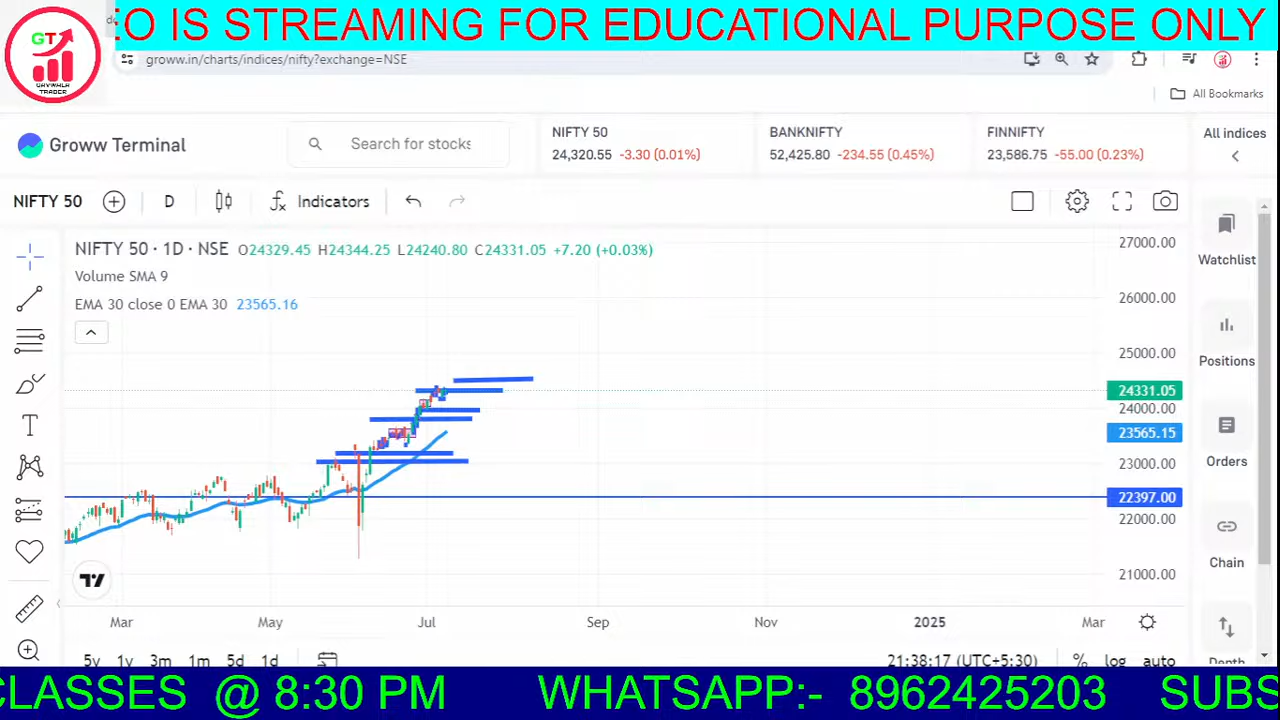 EO IS STREAMING FOR EDUCATIONAL PURPOSE ONLY
GT
GAYWALA
TRADER
groww.in/charts/indices/nifty?exchange=NSE
All Bookmarks
Groww Terminal
Search for stocks
NIFTY 50
24,320.55 -3.30 (0.01%)
BANKNIFTY
52,425.80 -234.55 (0.45%)
FINNIFTY
23,586.75 -55.00 (0.23%)
All indices
NIFTY 50
D
Indicators
NIFTY 50 · 1D · NSE O24329.45 H24344.25 L24240.80 C24331.05 +7.20 (+0.03%)
Volume SMA 9
EMA 30 close 0 EMA 30 23565.16
27000.00
26000.00
25000.00
24331.05
24000.00
23565.15
23000.00
22397.00
22000.00
21000.00
Watchlist
Positions
Orders
Chain
Depth
Mar May Jul Sep Nov 2025 Mar
5y 1y 3m 1m 5d 1d
21:38:17 (UTC+5:30) % log auto
CLASSES @ 8:30 PM WHATSAPP:- 8962425203 SUBS